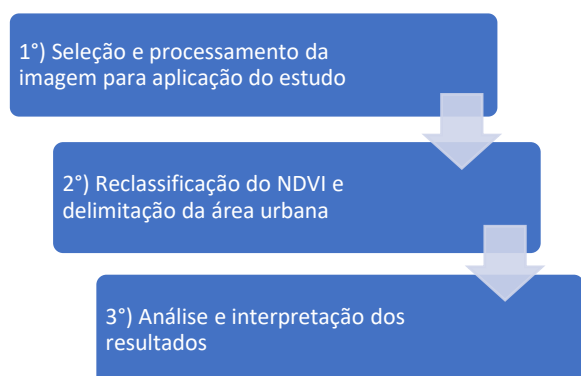 1°) Seleção e processamento da
imagem para aplicação do estudo
2°) Reclassificação do NDVI e
delimitação da área urbana
3°) Análise e interpretação dos
resultados